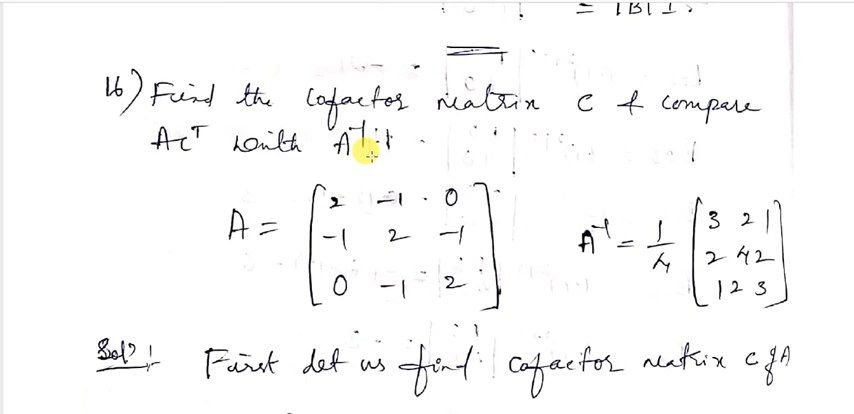 = |B| I.
16) Find the Cofactor matrix C & compare
AC^T with A^-1:
A = [2 -1 0
-1 2 -1
0 -1 2] A^-1 = 1/4 [3 2 1
2 4 2
1 2 3]
Sol? : First let us find cofactor matrix C of A